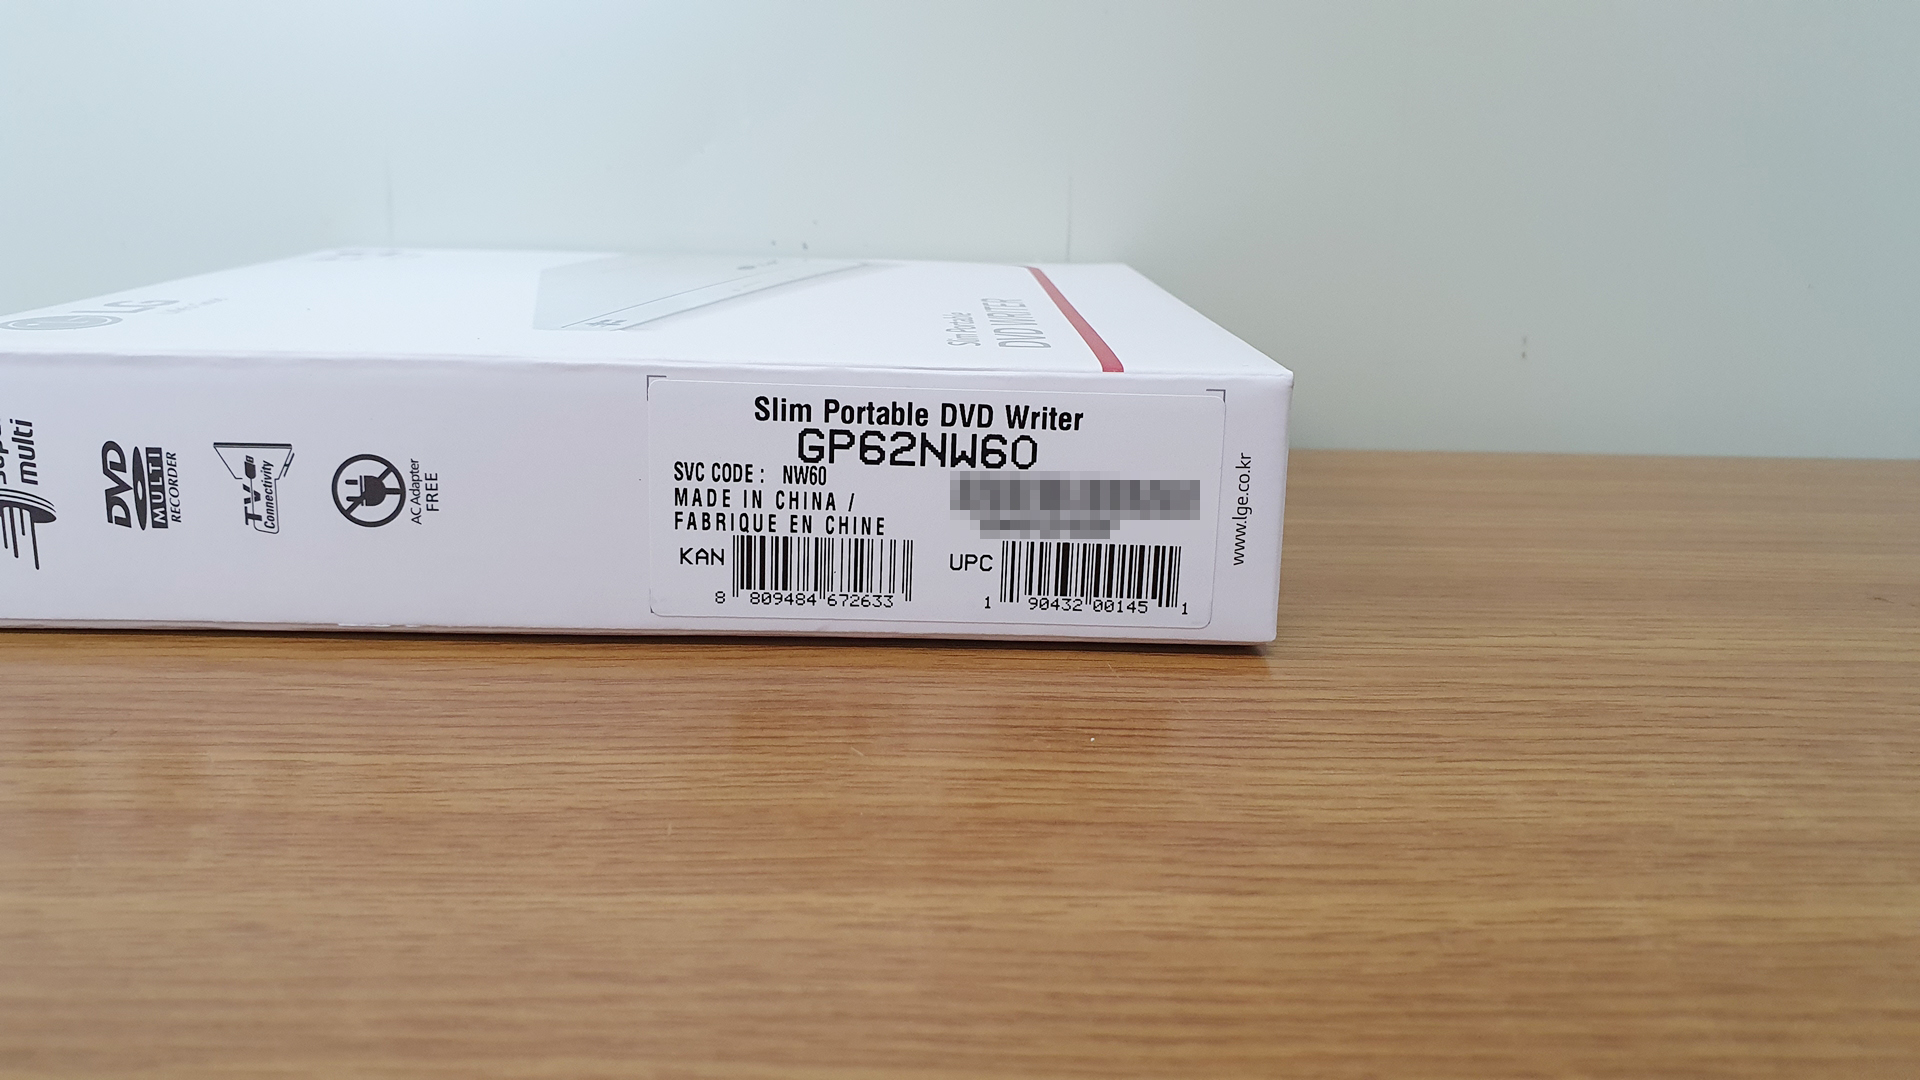 LG
Slim Portable
DVD WRITER
multi
DVD
MULTI
RECORDER
TV
Connectivity
AC Adapter
FREE
Slim Portable DVD Writer
GP62NW60
SVC CODE : NW60
MADE IN CHINA /
FABRIQUE EN CHINE
KAN
8 809484 672633
UPC
1 90432 00145 1
www.lge.co.kr